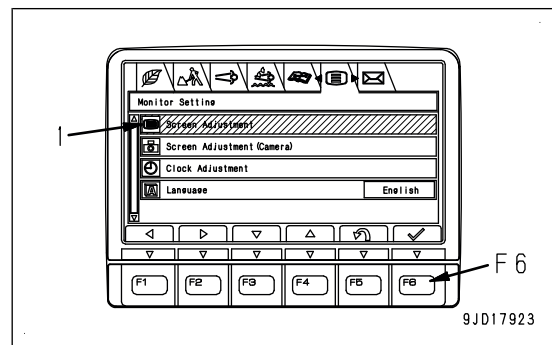 Monitor Setting
1
Screen Adjustment
Screen Adjustment(Camera)
Clock Adjustment
A Language English
F1 F2 F3 F4 F5 F6
F6
9JD17923